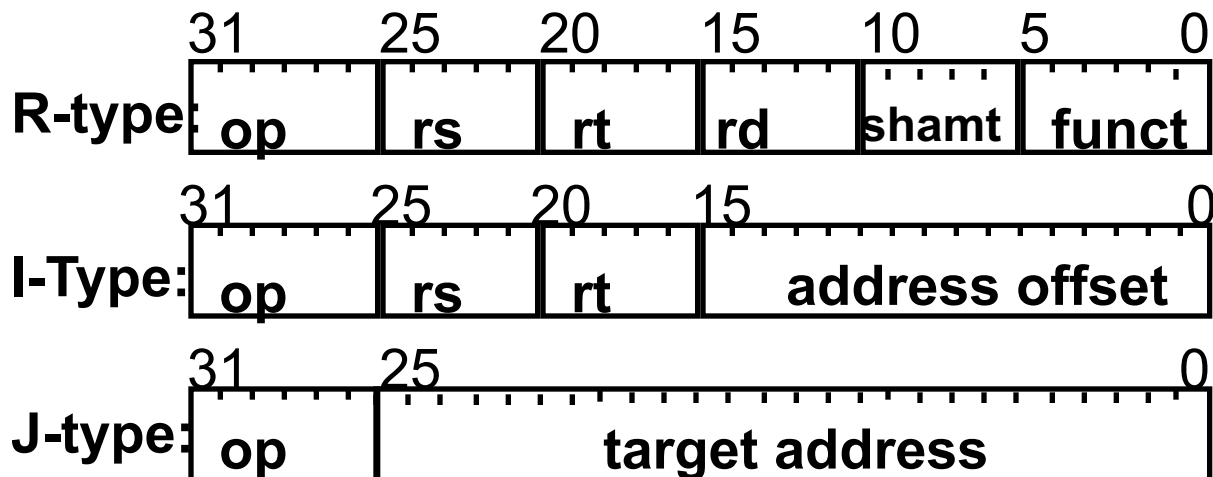 31 25 20 15 10 5 0
R-type: op rs rt rd shamt funct
31 25 20 15 0
I-Type: op rs rt address offset
31 25 0
J-type: op target address